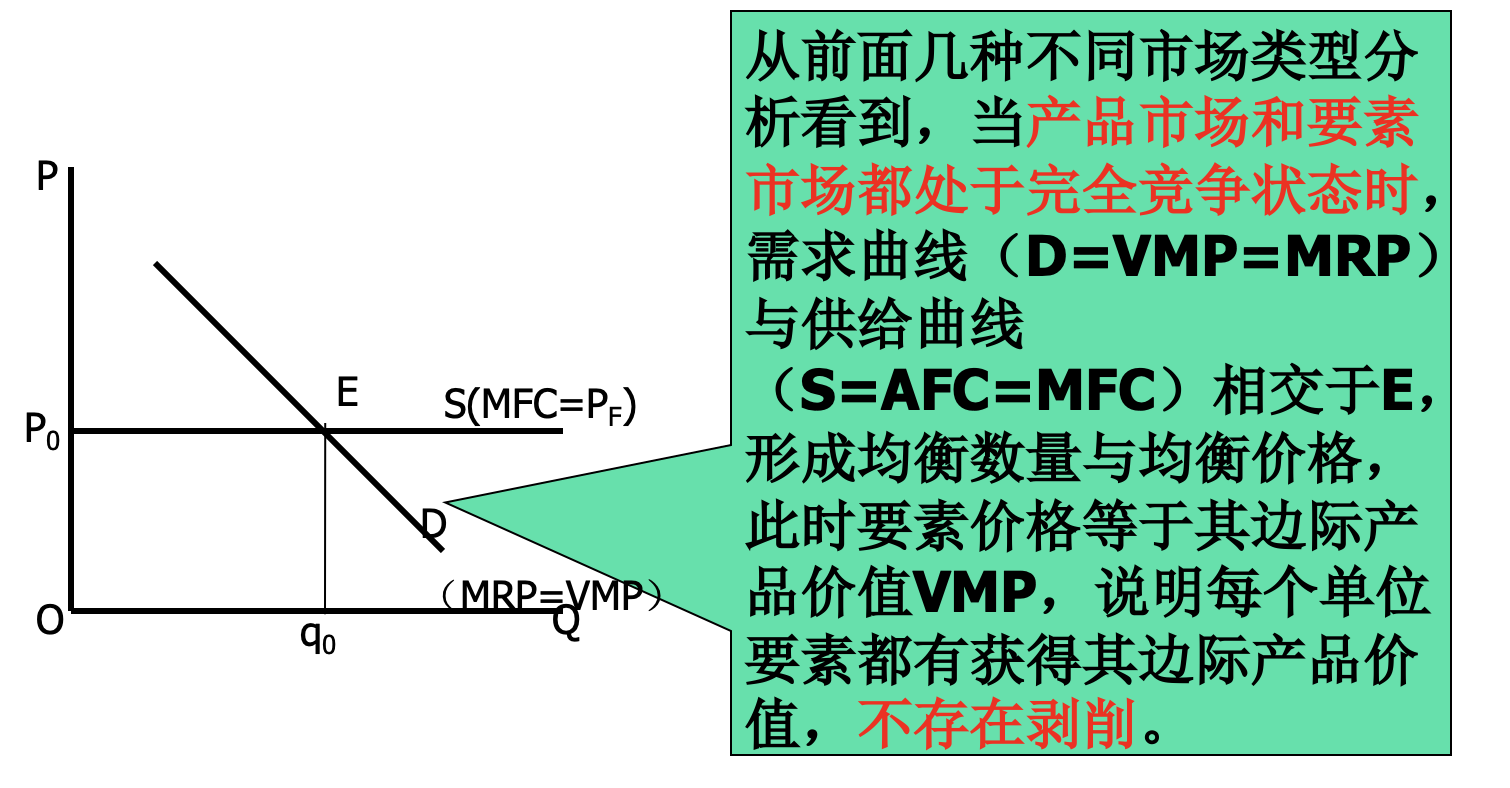 从前面几种不同市场类型分
析看到，当产品市场和要素
市场都处于完全竞争状态时，
需求曲线（D=VMP=MRP）
与供给曲线
（S=AFC=MFC）相交于E，
形成均衡数量与均衡价格，
此时要素价格等于其边际产
品价值VMP，说明每个单位
要素都有获得其边际产品价
值，不存在剥削。
P
E
S(MFC=P_F)
P₀
D
（MRP=VMP）
O
q₀
Q